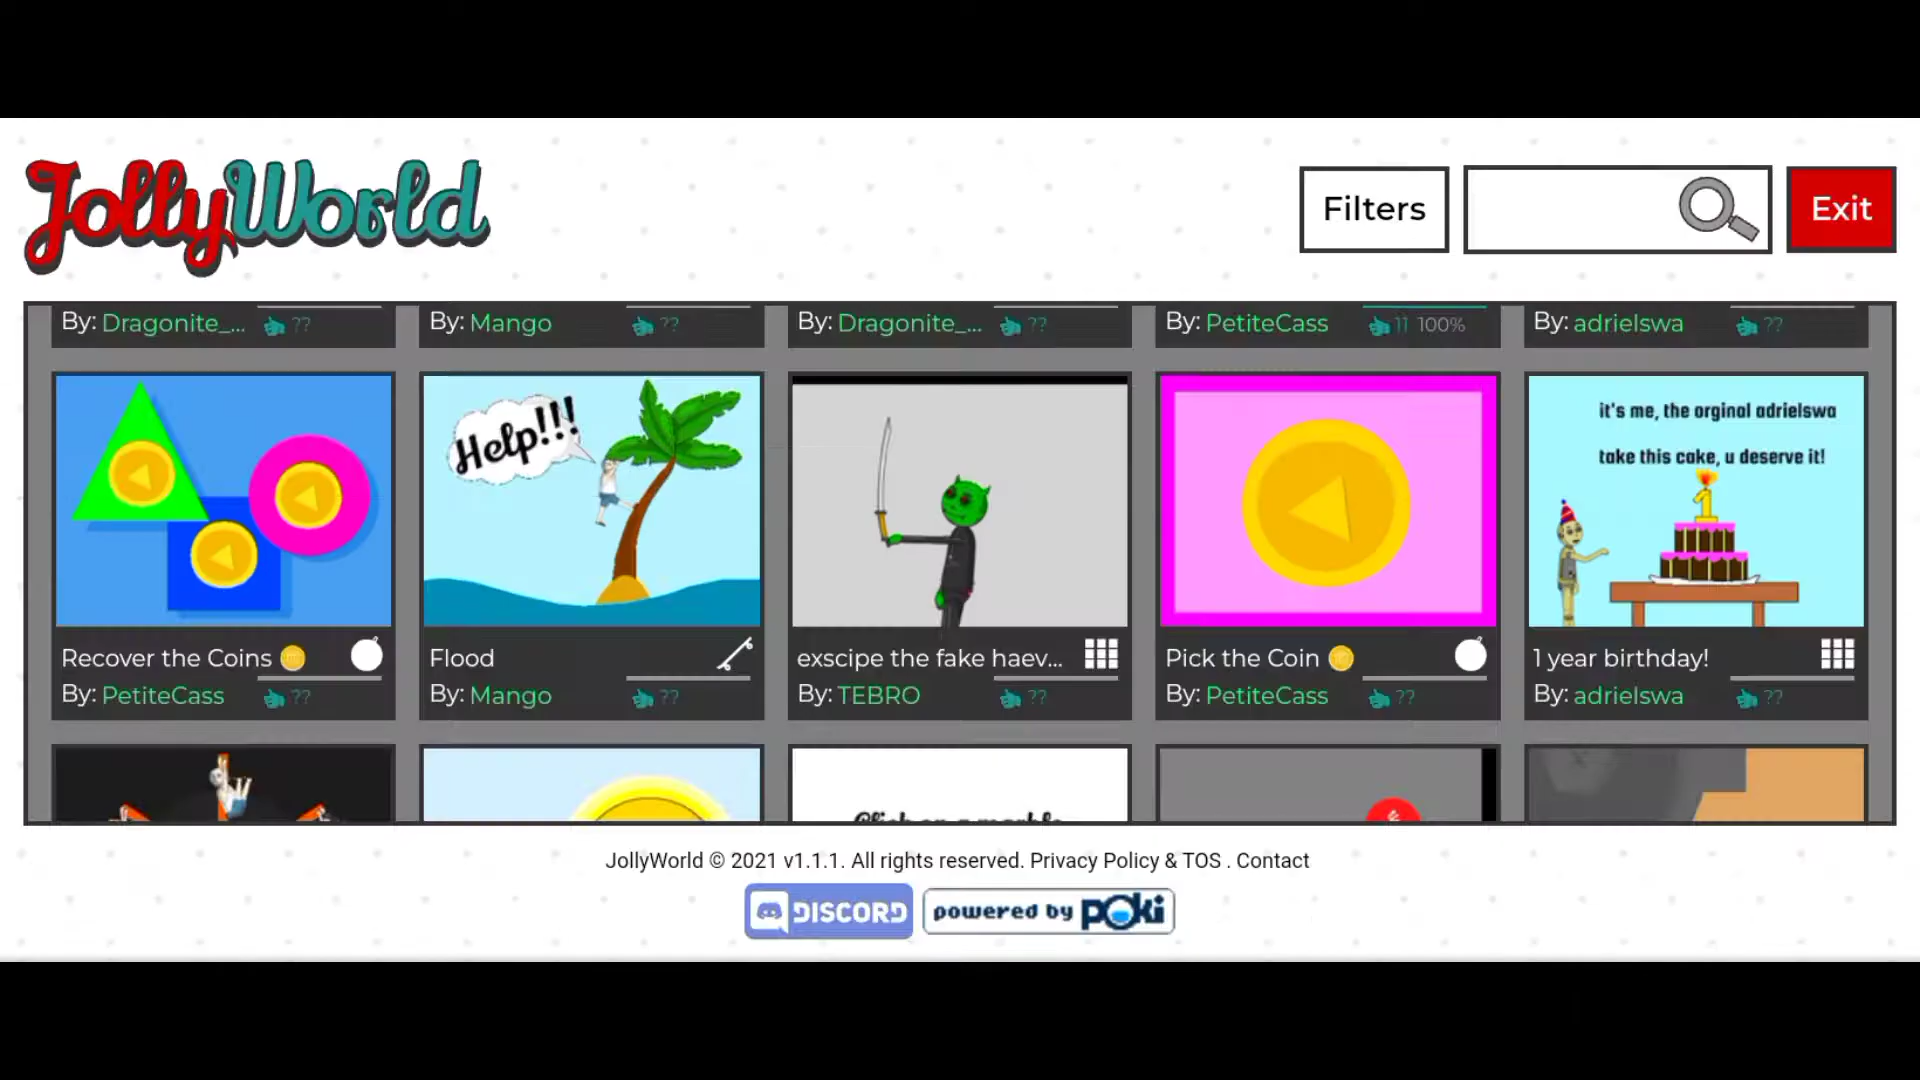 JollyWorld
Filters
Exit
By: Dragonite_... ??
By: Mango ??
By: Dragonite_... ??
By: PetiteCass 11 100%
By: adrielswa ??
Help!!!
it's me, the orginal adrielswa
take this cake, u deserve it!
1
Recover the Coins
By: PetiteCass ??
Flood
By: Mango ??
exscipe the fake haev...
By: TEBRO ??
Pick the Coin
By: PetiteCass ??
1 year birthday!
By: adrielswa ??
Click on a marble
JollyWorld © 2021 v1.1.1. All rights reserved. Privacy Policy & TOS . Contact
DISCORD
powered by poki